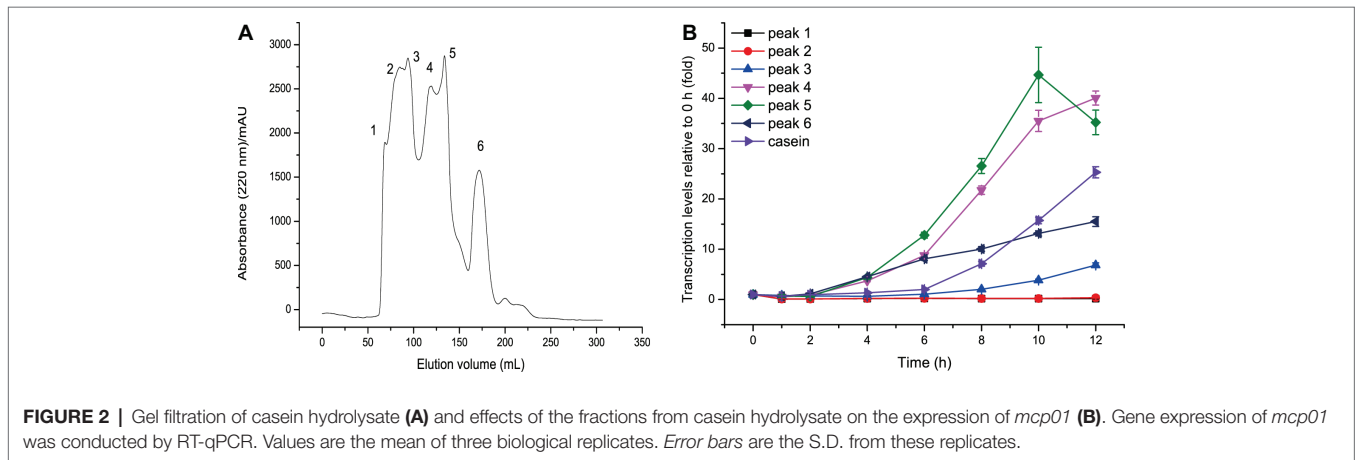 A
3000
2500
2000
1500
1000
500
0
Absorbance (220 nm)/mAU
1
2
3
4
5
6
0 50 100 150 200 250 300 350
Elution volume (mL)
B
50
40
30
20
10
0
Transcription levels relative to 0 h (fold)
peak 1
peak 2
peak 3
peak 4
peak 5
peak 6
casein
0 2 4 6 8 10 12
Time (h)
FIGURE 2 | Gel filtration of casein hydrolysate (A) and effects of the fractions from casein hydrolysate on the expression of mcp01 (B). Gene expression of mcp01
was conducted by RT-qPCR. Values are the mean of three biological replicates. Error bars are the S.D. from these replicates.